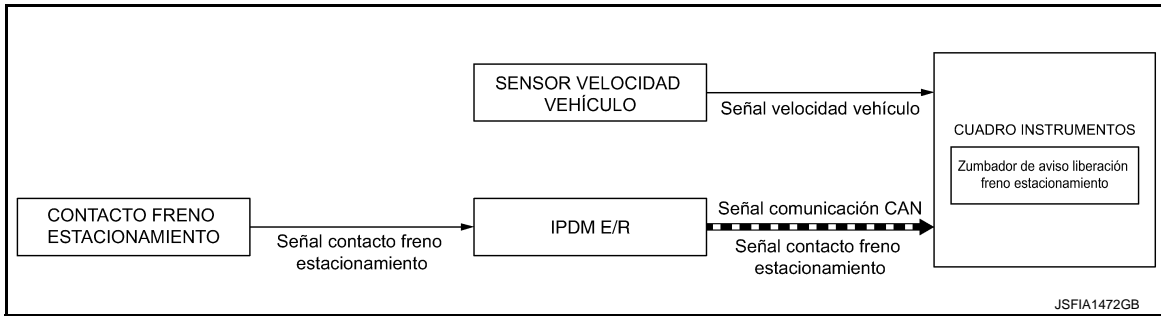 SENSOR VELOCIDAD
VEHÍCULO
Señal velocidad vehículo
CUADRO INSTRUMENTOS
Zumbador de aviso liberación
freno estacionamiento
CONTACTO FRENO
ESTACIONAMIENTO
Señal contacto freno
estacionamiento
IPDM E/R
Señal comunicación CAN
Señal contacto freno
estacionamiento
JSFIA1472GB